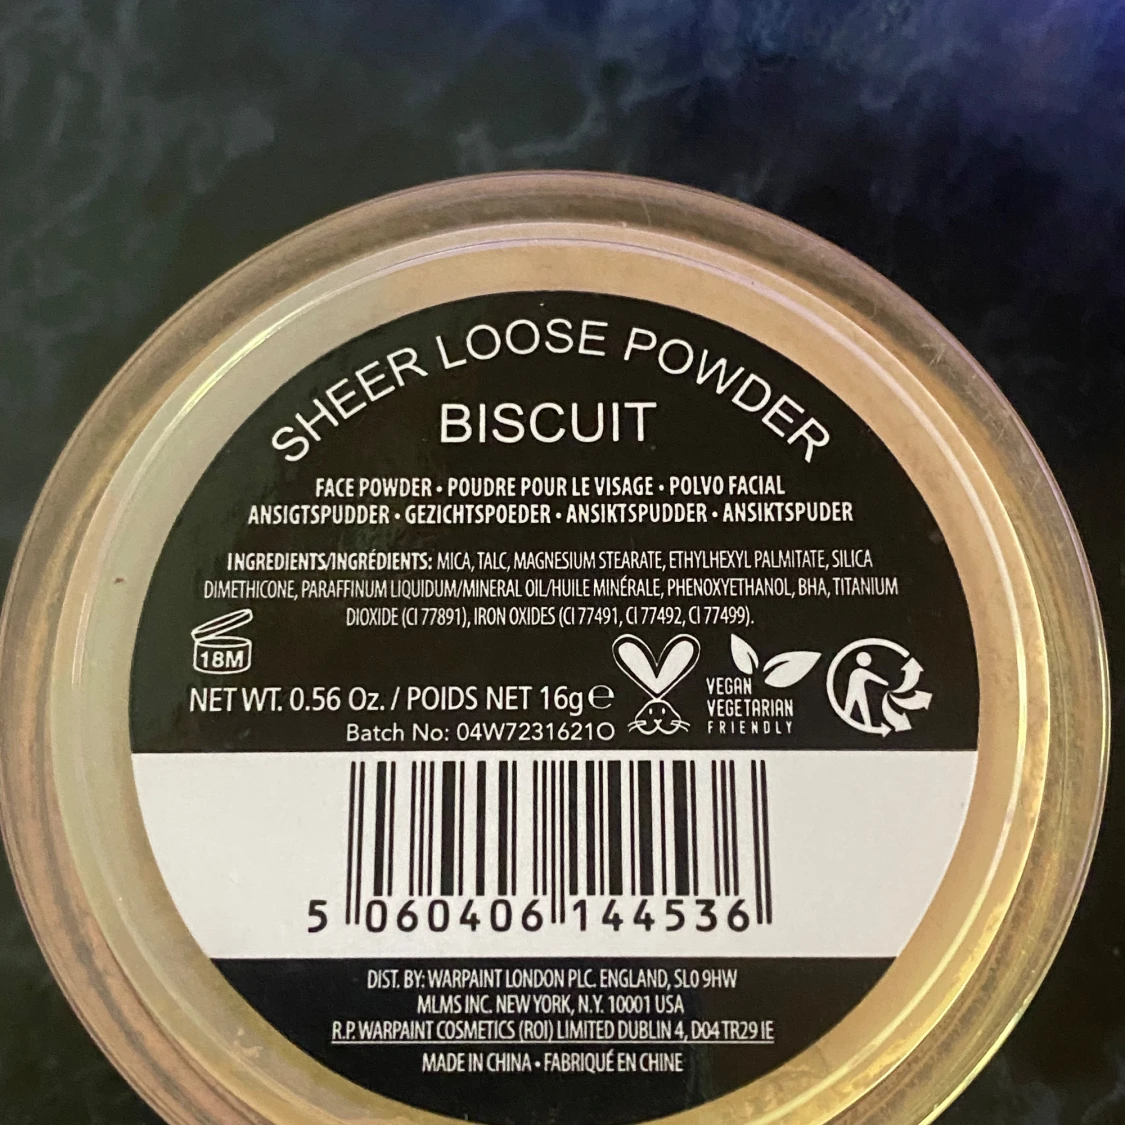 SHEER LOOSE POWDER
BISCUIT
FACE POWDER • POUDRE POUR LE VISAGE • POLVO FACIAL
ANSIGTSPUDDER • GEZICHTSPOEDER • ANSIKTSPUDDER • ANSIKTSPUDER
INGREDIENTS/INGRÉDIENTS: MICA, TALC, MAGNESIUM STEARATE, ETHYLHEXYL PALMITATE, SILICA
DIMETHICONE, PARAFFINUM LIQUIDUM/MINERAL OIL/HUILE MINÉRALE, PHENOXYETHANOL, BHA, TITANIUM
DIOXIDE (CI 77891), IRON OXIDES (CI 77491, CI 77492, CI 77499).
18M
VEGAN
VEGETARIAN
FRIENDLY
NET WT. 0.56 Oz. / POIDS NET 16g ℮
Batch No: 04W7231621O
5 060406 144536
DIST. BY: WARPAINT LONDON PLC. ENGLAND, SL0 9HW
MLMS INC. NEW YORK, N.Y. 10001 USA
R.P. WARPAINT COSMETICS (ROI) LIMITED DUBLIN 4, D04 TR29 IE
MADE IN CHINA • FABRIQUÉ EN CHINE